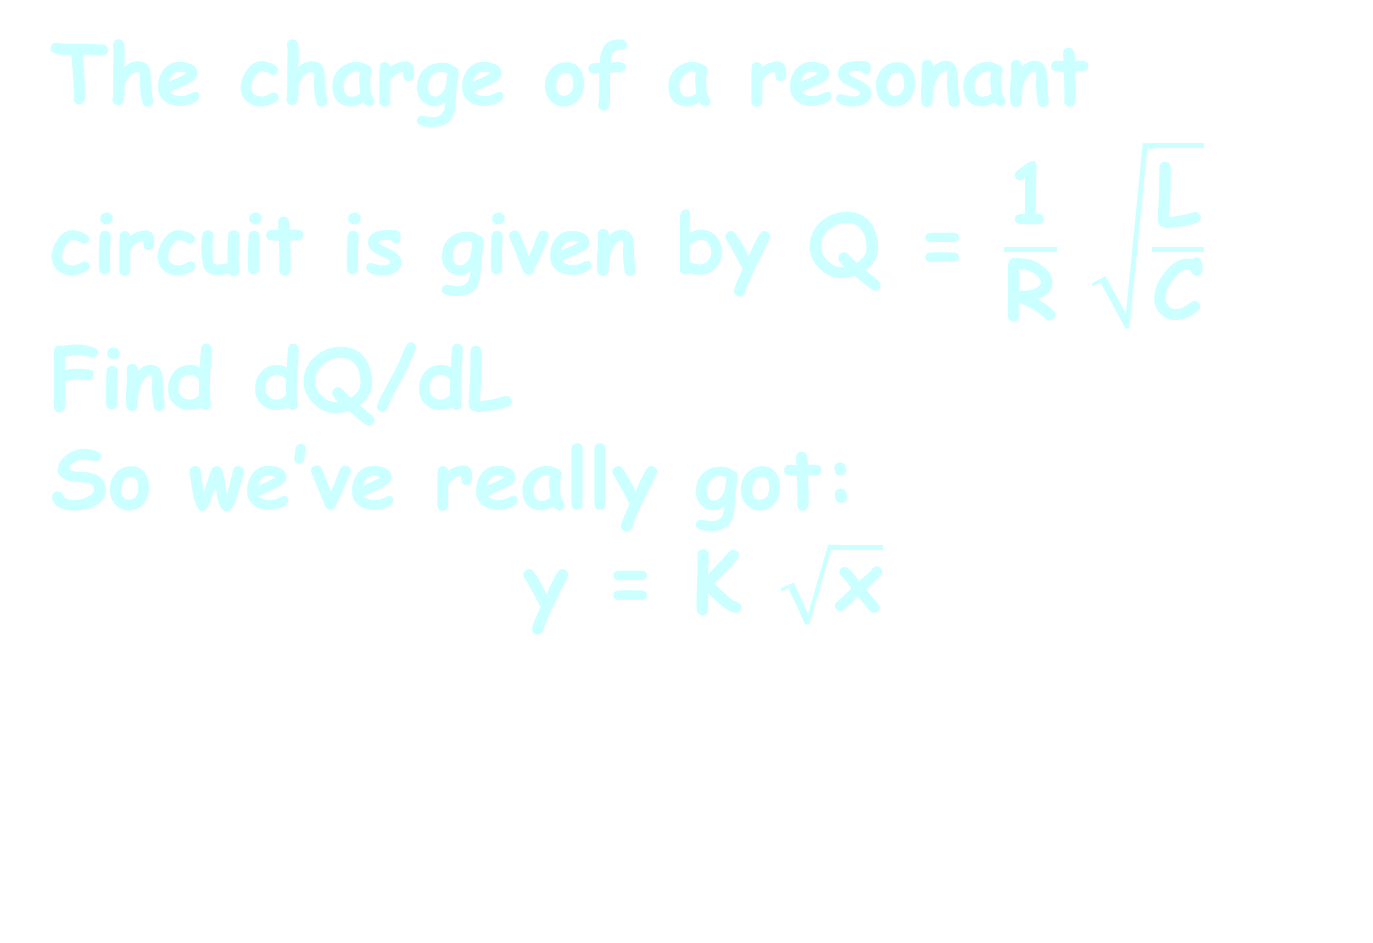 The charge of a resonant
circuit is given by Q = 1/R √(L/C)
Find dQ/dL
So we've really got:
y = K √x